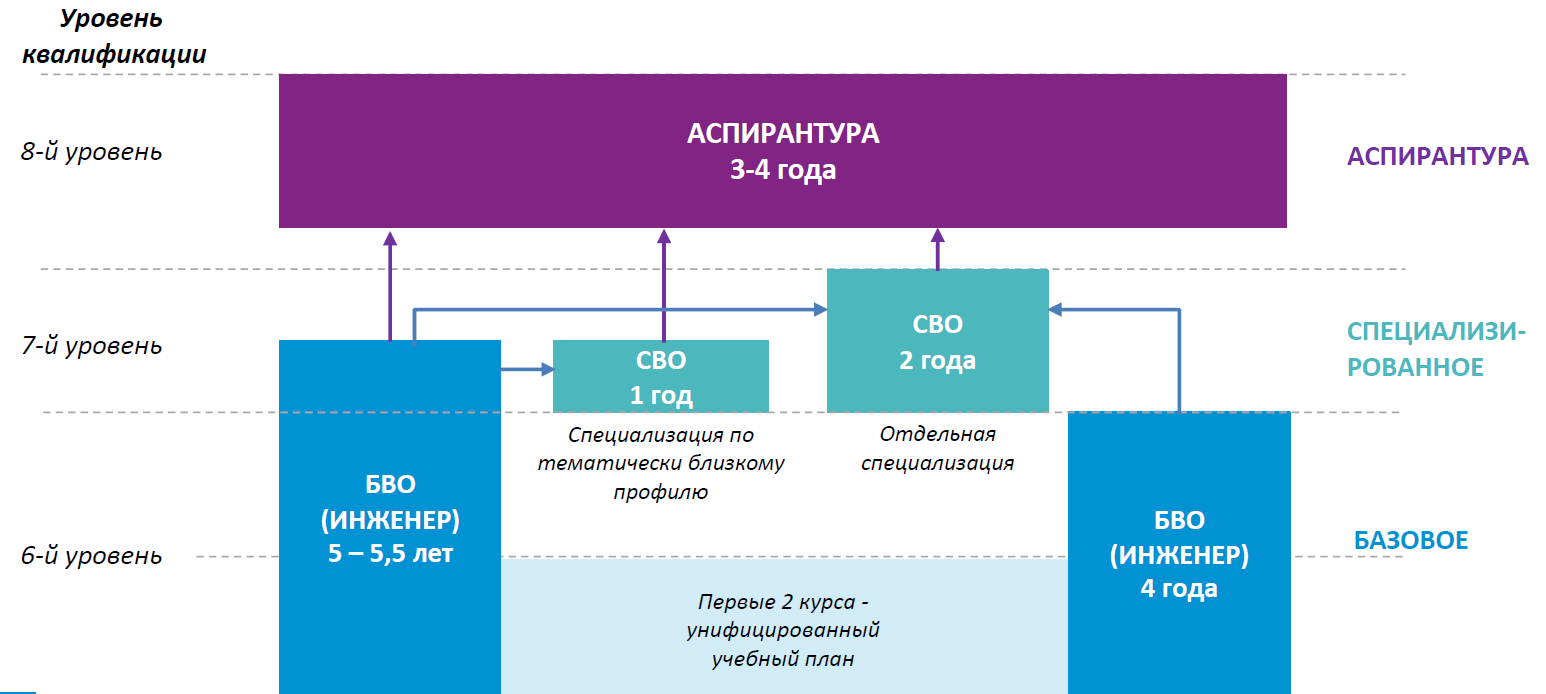 Уровень
квалификации
АСПИРАНТУРА
3-4 года
8-й уровень
АСПИРАНТУРА
СВО
2 года
7-й уровень
СВО
1 год
СПЕЦИАЛИЗИ-
РОВАННОЕ
Специализация по
тематически близкому
профилю
Отдельная
специализация
БВО
(ИНЖЕНЕР)
5 – 5,5 лет
БВО
(ИНЖЕНЕР)
4 года
6-й уровень
БАЗОВОЕ
Первые 2 курса -
унифицированный
учебный план